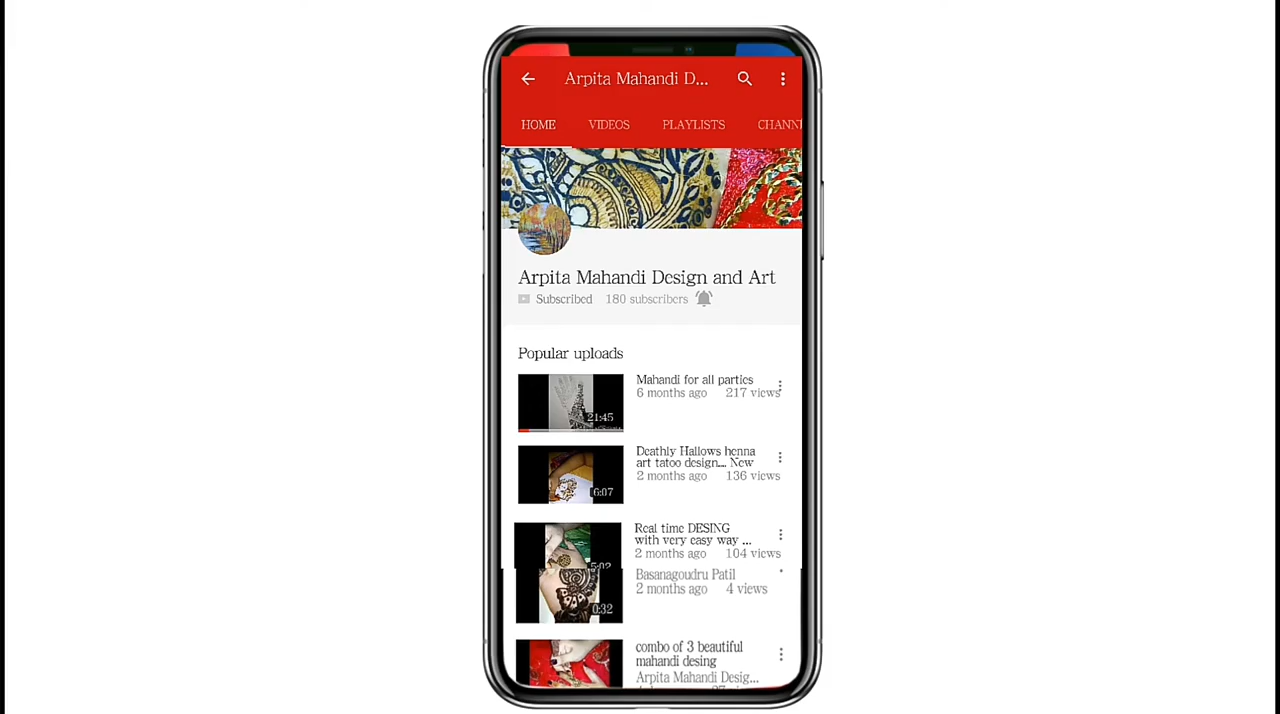 Arpita Mahandi D...
HOME VIDEOS PLAYLISTS CHANN
Arpita Mahandi Design and Art
Subscribed 180 subscribers
Popular uploads
Mahandi for all parties
6 months ago 217 views
21:45
Deathly Hallows henna
art tatoo design.... New
2 months ago 136 views
6:07
Real time DESING
with very easy way ...
2 months ago 104 views
5:02
Basanagoudru Patil
2 months ago 4 views
0:32
combo of 3 beautiful
mahandi desing
Arpita Mahandi Desig...